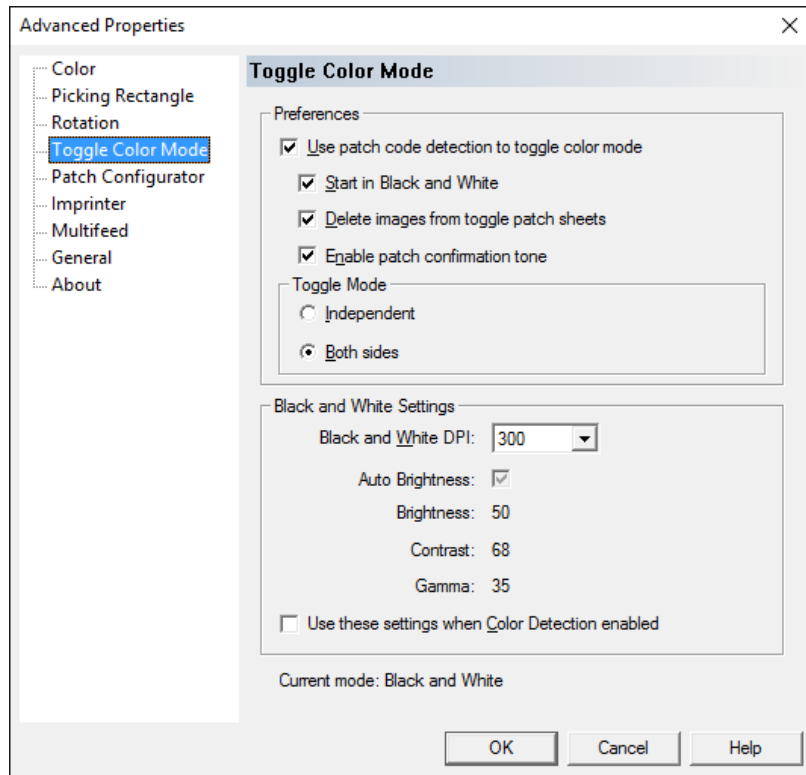 Advanced Properties
Color
Picking Rectangle
Rotation
Toggle Color Mode
Patch Configurator
Imprinter
Multifeed
General
About
Toggle Color Mode
Preferences
Use patch code detection to toggle color mode
Start in Black and White
Delete images from toggle patch sheets
Enable patch confirmation tone
Toggle Mode
Independent
Both sides
Black and White Settings
Black and White DPI: 300
Auto Brightness:
Brightness: 50
Contrast: 68
Gamma: 35
Use these settings when Color Detection enabled
Current mode: Black and White
OK Cancel Help